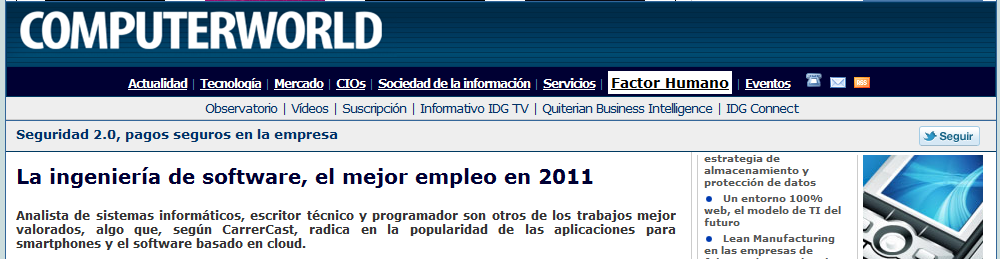 COMPUTERWORLD
Actualidad | Tecnología | Mercado | CIOs | Sociedad de la información | Servicios | Factor Humano | Eventos
Observatorio | Vídeos | Suscripción | Informativo IDG TV | Quiterian Business Intelligence | IDG Connect
Seguridad 2.0, pagos seguros en la empresa
Seguir
La ingeniería de software, el mejor empleo en 2011
Analista de sistemas informáticos, escritor técnico y programador son otros de los trabajos mejor
valorados, algo que, según CarrerCast, radica en la popularidad de las aplicaciones para
smartphones y el software basado en cloud.
estrategia de
almacenamiento y
protección de datos
Un entorno 100%
web, el modelo de TI del
futuro
Lean Manufacturing
en las empresas de